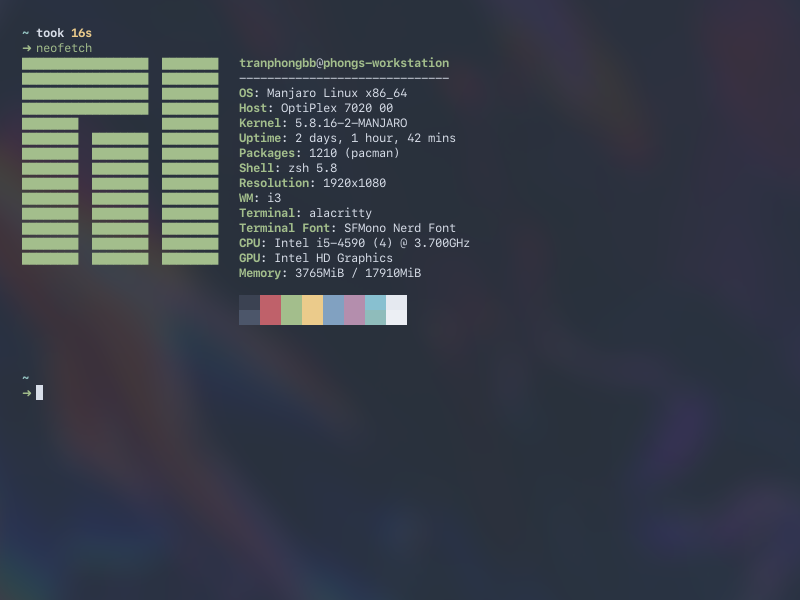 ~ took 16s
➜ neofetch
tranphongbb@phongs-workstation
------------------------------
OS: Manjaro Linux x86_64
Host: OptiPlex 7020 00
Kernel: 5.8.16-2-MANJARO
Uptime: 2 days, 1 hour, 42 mins
Packages: 1210 (pacman)
Shell: zsh 5.8
Resolution: 1920x1080
WM: i3
Terminal: alacritty
Terminal Font: SFMono Nerd Font
CPU: Intel i5-4590 (4) @ 3.700GHz
GPU: Intel HD Graphics
Memory: 3765MiB / 17910MiB
~
➜